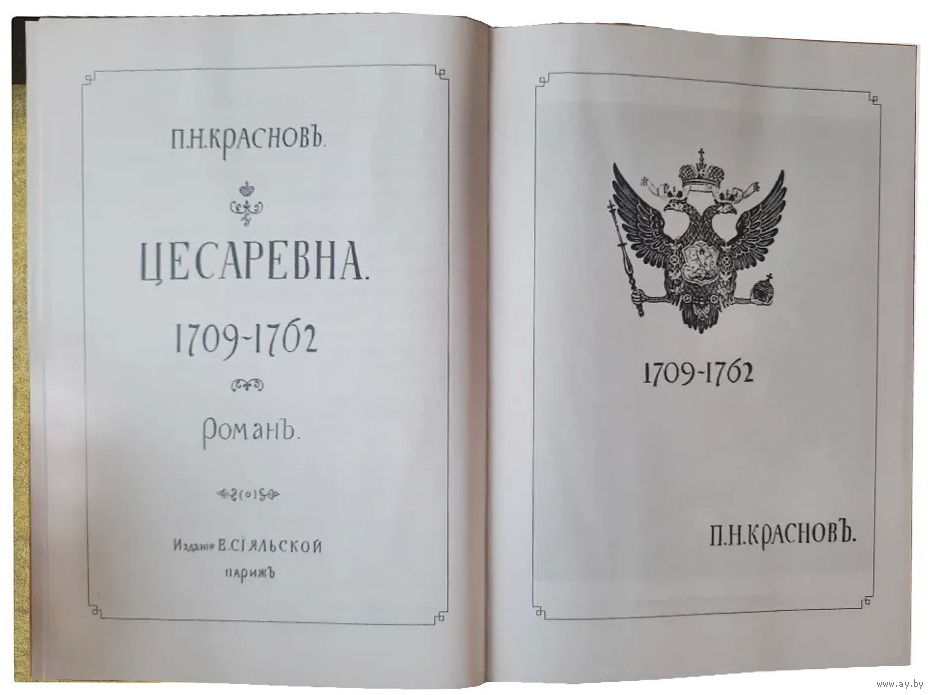 П.Н.КРАСНОВЪ.
ЦЕСАРЕВНА.
1709-1762
Романъ.
Изданіе Е.СІЯЛЬСКОЙ
ПАРИЖЪ
1709-1762
П.Н.КРАСНОВЪ.
www.ay.by